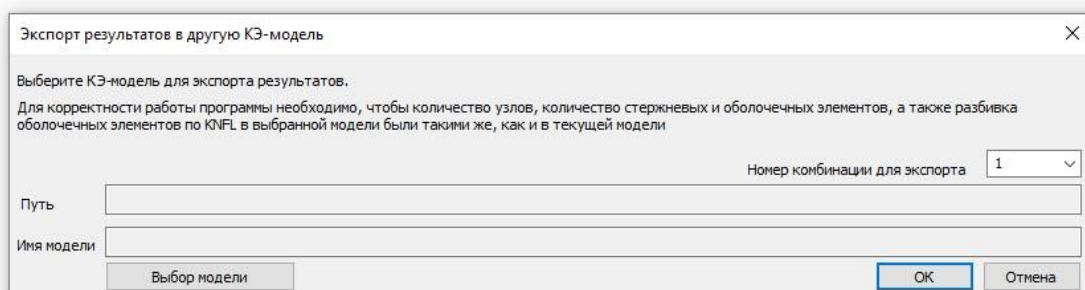 Экспорт результатов в другую КЭ-модель
Выберите КЭ-модель для экспорта результатов.
Для корректности работы программы необходимо, чтобы количество узлов, количество стержневых и оболочечных элементов, а также разбивка
оболочечных элементов по KNFL в выбранной модели были такими же, как и в текущей модели
Номер комбинации для экспорта 1
Путь
Имя модели
Выбор модели ОК Отмена